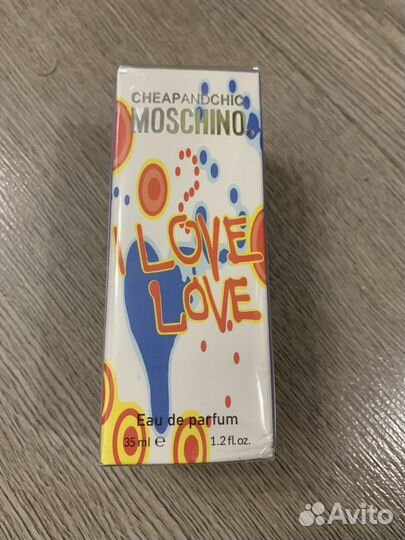 CHEAPANDCHIC
MOSCHINO
I LOVE
LOVE
Eau de parfum
35 ml e 1.2 fl.oz.
Avito